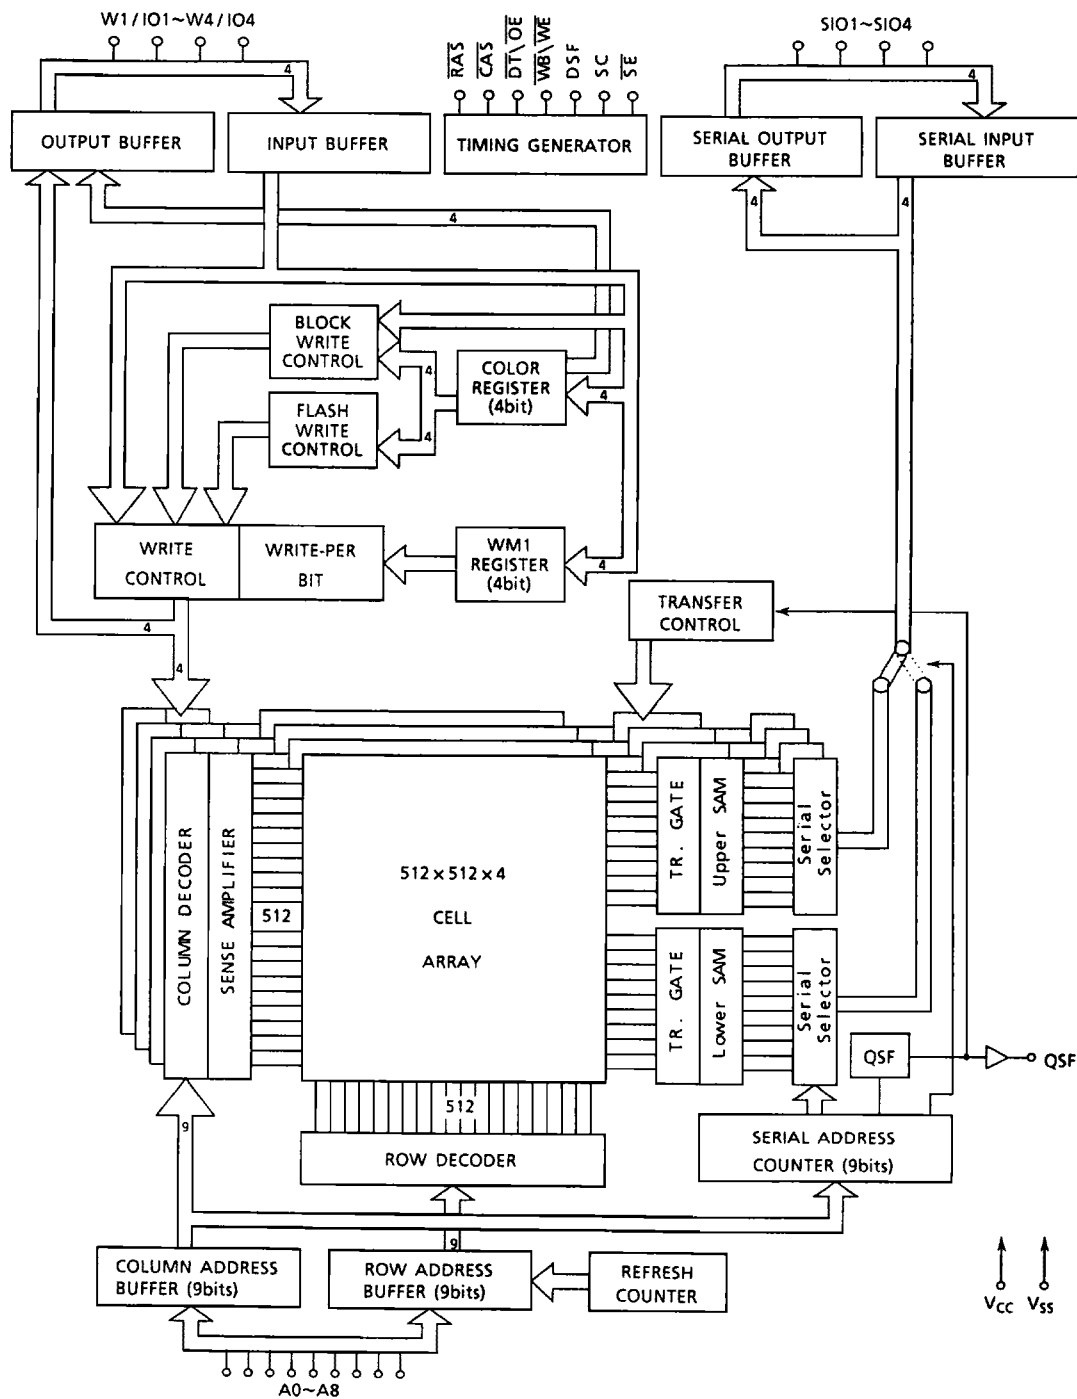 W1/IO1~W4/IO4
SIO1~SIO4
RAS
CAS
DT\OE
WB\WE
DSF
SC
SE
4
4
OUTPUT BUFFER
INPUT BUFFER
TIMING GENERATOR
SERIAL OUTPUT
BUFFER
SERIAL INPUT
BUFFER
4
4
4
BLOCK
WRITE
CONTROL
4
COLOR
REGISTER
(4bit)
4
FLASH
WRITE
CONTROL
4
WRITE
CONTROL
WRITE-PER
BIT
WM1
REGISTER
(4bit)
4
TRANSFER
CONTROL
4
4
COLUMN DECODER
SENSE AMPLIFIER
512
512×512×4
CELL
ARRAY
TR. GATE
Upper SAM
Serial
Selector
TR. GATE
Lower SAM
Serial
Selector
QSF
QSF
512
9
ROW DECODER
SERIAL ADDRESS
COUNTER (9bits)
9
COLUMN ADDRESS
BUFFER (9bits)
ROW ADDRESS
BUFFER (9bits)
REFRESH
COUNTER
VCC
VSS
A0~A8